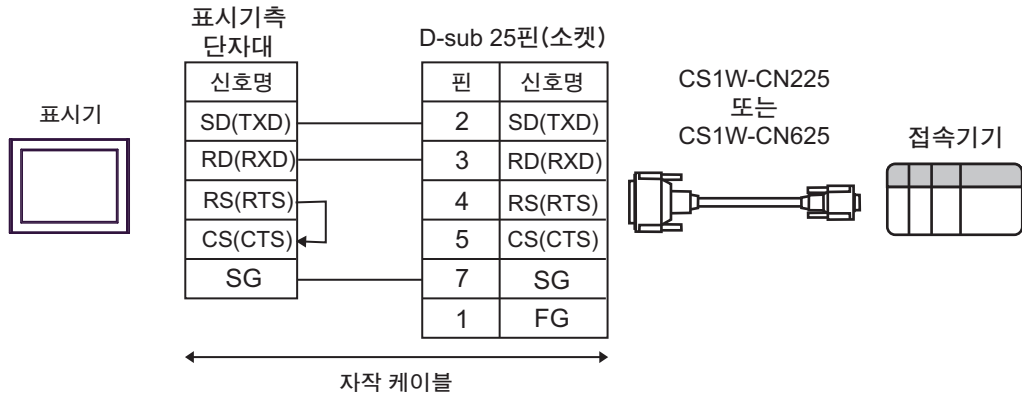 표시기
표시기측
단자대
신호명
SD(TXD)
RD(RXD)
RS(RTS)
CS(CTS)
SG
D-sub 25핀(소켓)
핀 신호명
2 SD(TXD)
3 RD(RXD)
4 RS(RTS)
5 CS(CTS)
7 SG
1 FG
CS1W-CN225
또는
CS1W-CN625
접속기기
자작 케이블